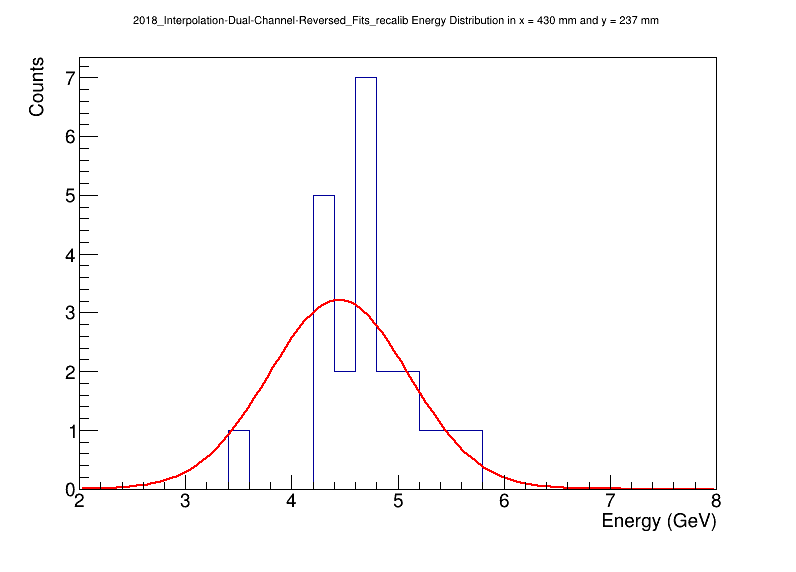 2018_Interpolation-Dual-Channel-Reversed_Fits_recalib Energy Distribution in x = 430 mm and y = 237 mm
Counts
7
6
5
4
3
2
1
0
2 3 4 5 6 7 8
Energy (GeV)